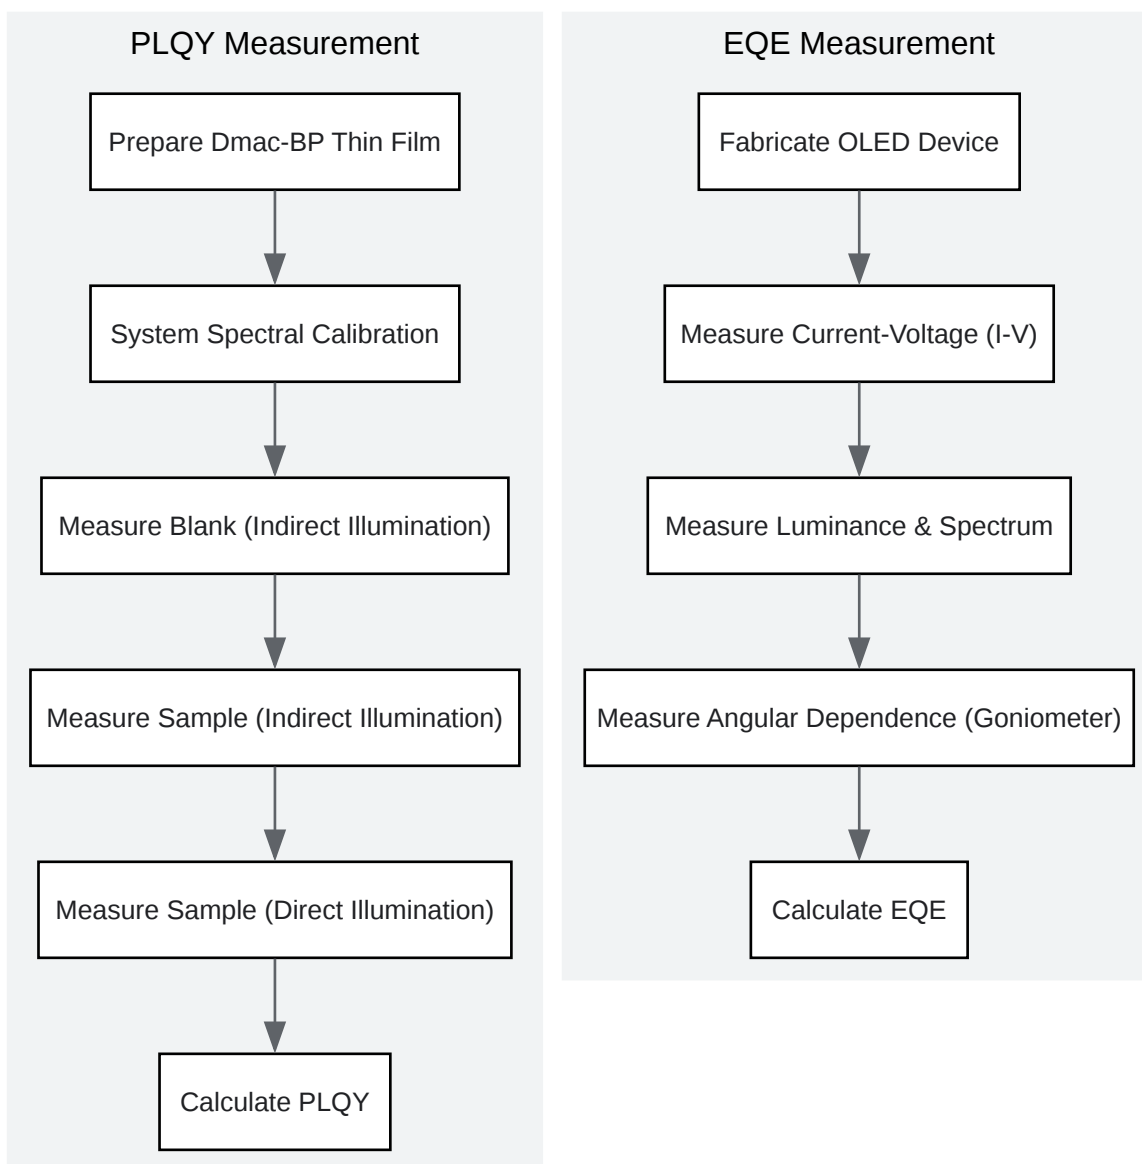 PLQY Measurement
Prepare Dmac-BP Thin Film
System Spectral Calibration
Measure Blank (Indirect Illumination)
Measure Sample (Indirect Illumination)
Measure Sample (Direct Illumination)
Calculate PLQY
EQE Measurement
Fabricate OLED Device
Measure Current-Voltage (I-V)
Measure Luminance & Spectrum
Measure Angular Dependence (Goniometer)
Calculate EQE